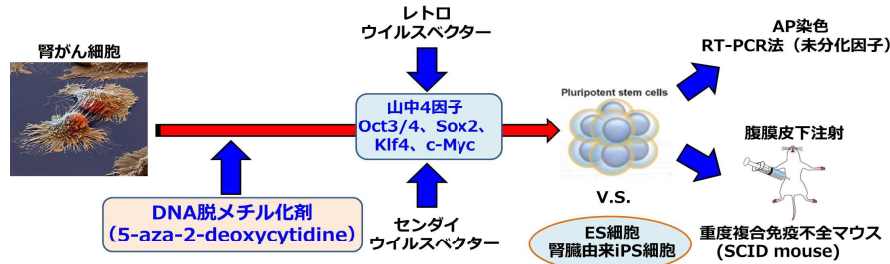 腎がん細胞
DNA脱メチル化剤
(5-aza-2-deoxycytidine)
レトロ
ウイルスベクター
山中4因子
Oct3/4、Sox2、
Klf4、c-Myc
センダイ
ウイルスベクター
Pluripotent stem cells
V.S.
ES細胞
腎臓由来iPS細胞
AP染色
RT-PCR法（未分化因子）
腹膜皮下注射
重度複合免疫不全マウス
(SCID mouse)